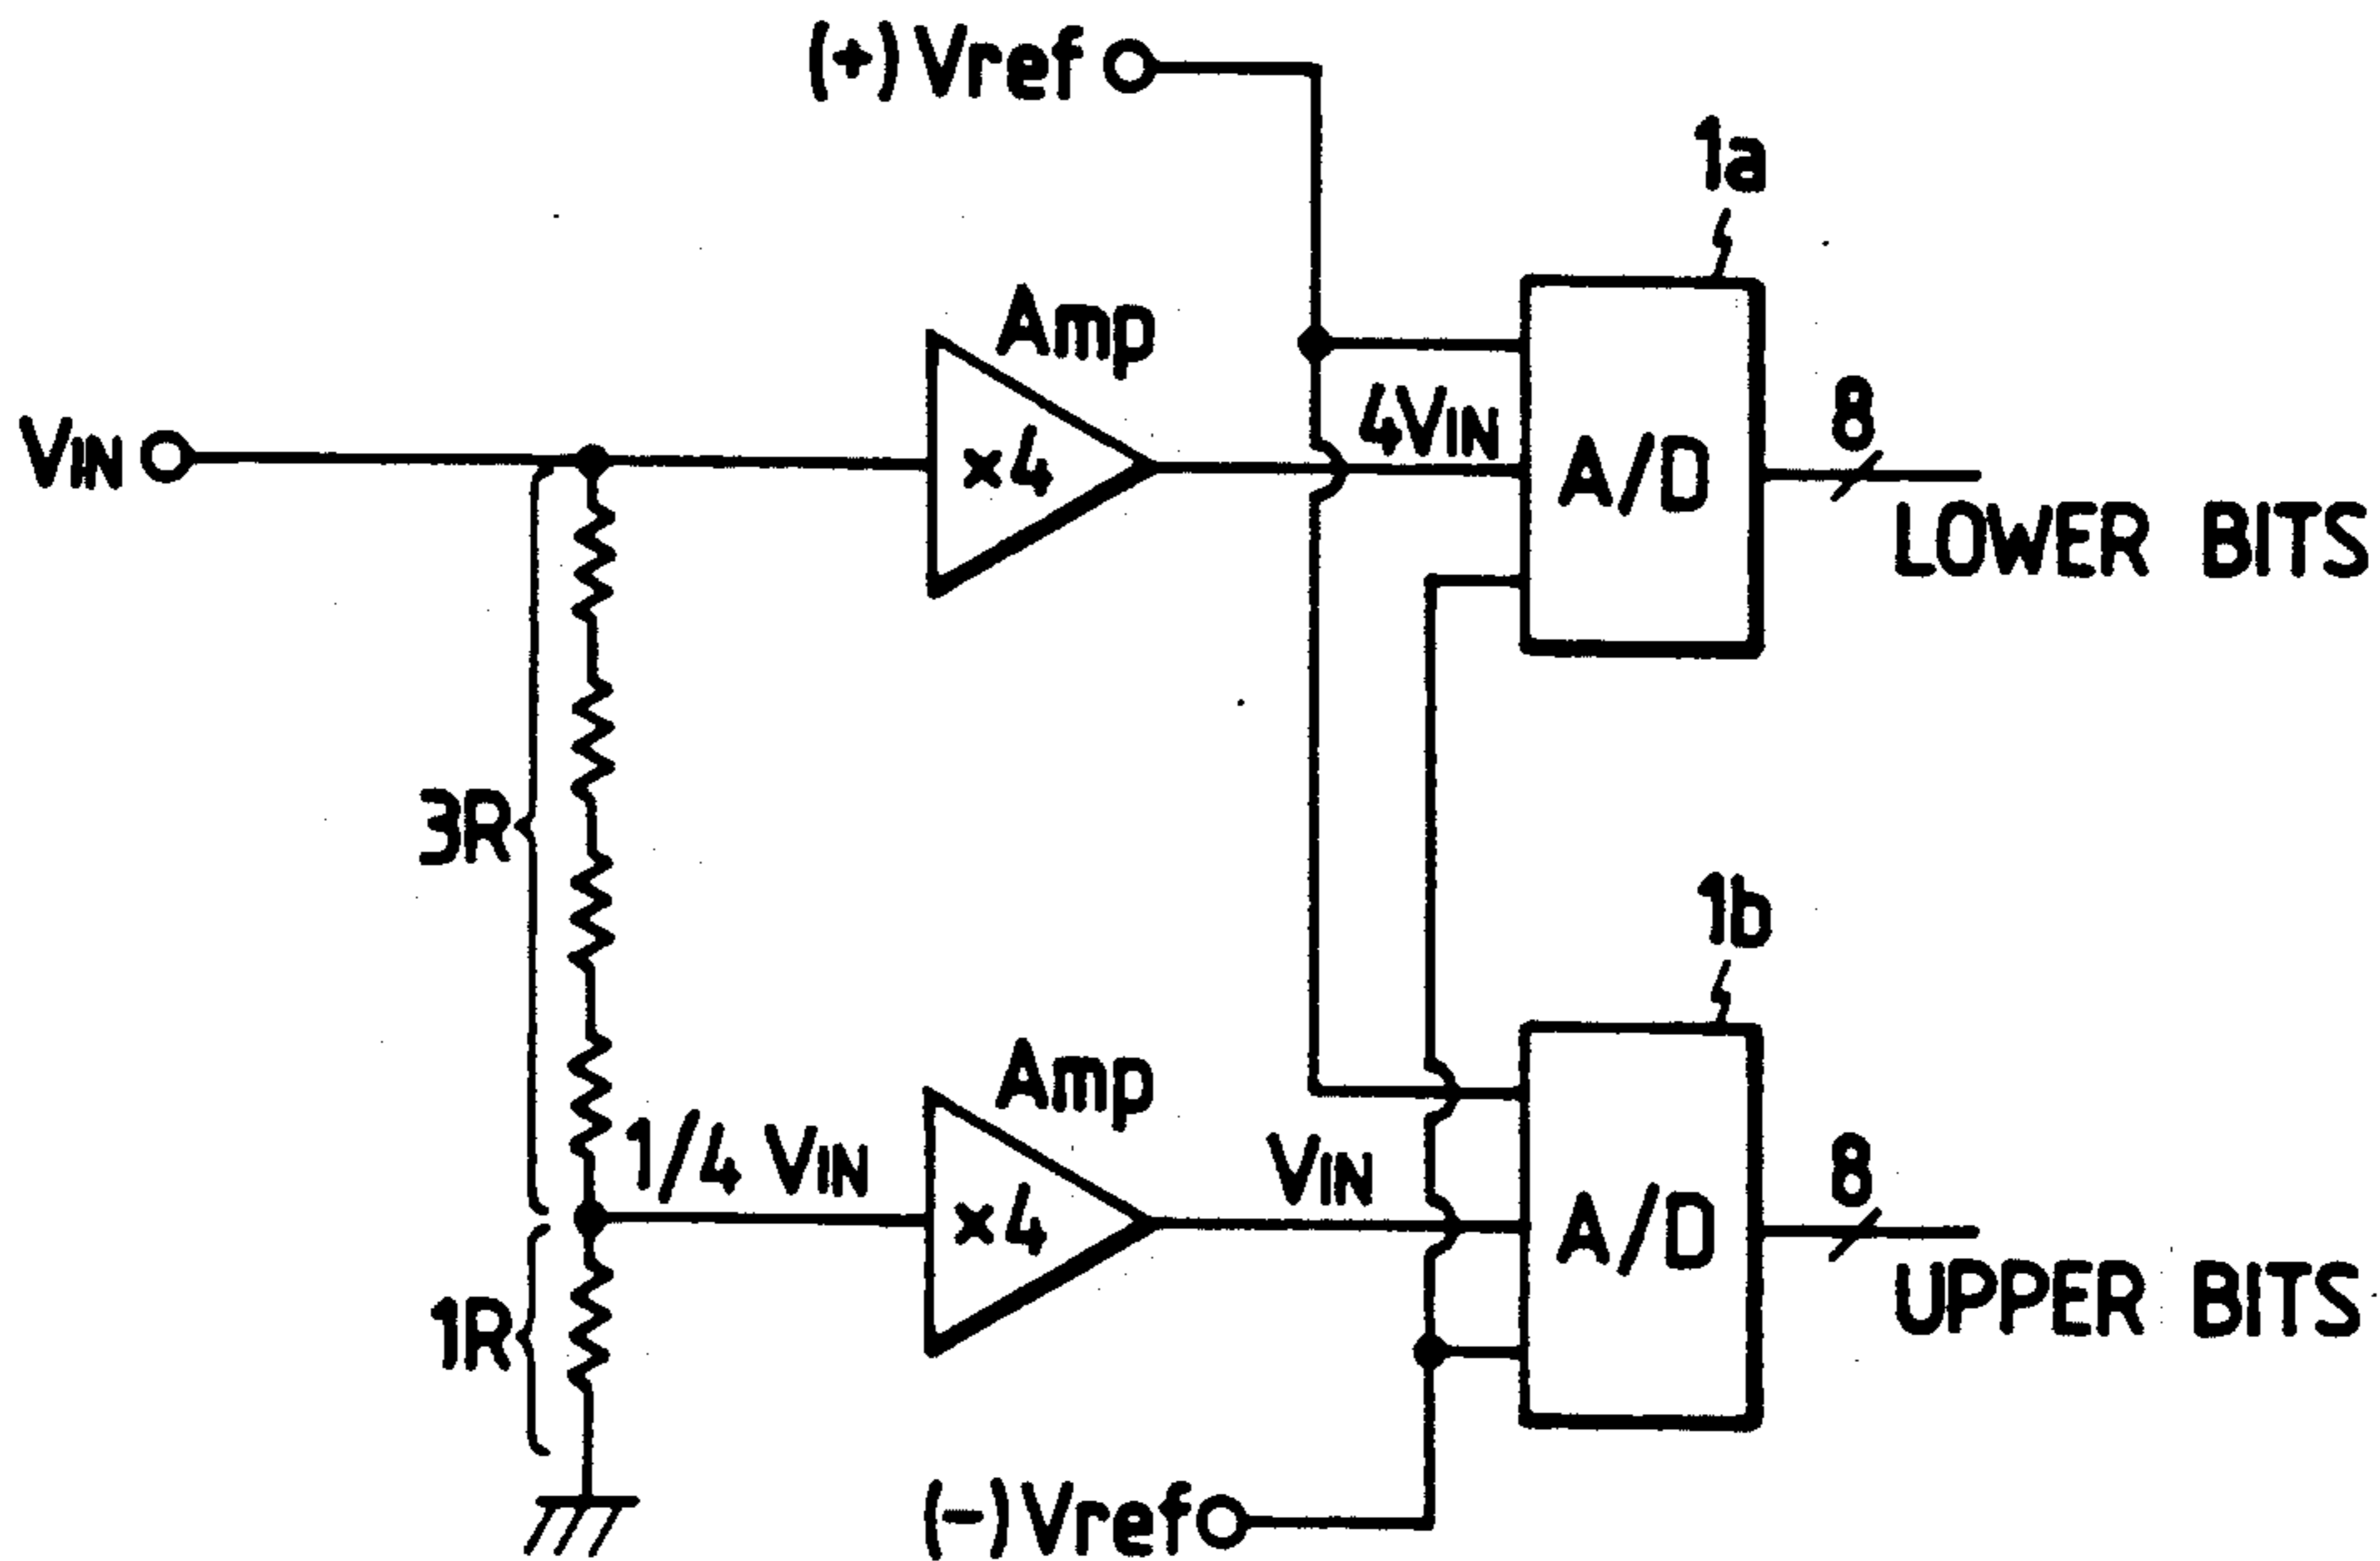 (+)Vref
1a
Amp
4VIN
8
VIN
×4
A/D
LOWER BITS
3R
1b
Amp
1/4 VIN
VIN
8
×4
A/D
UPPER BITS
1R
(-)Vref